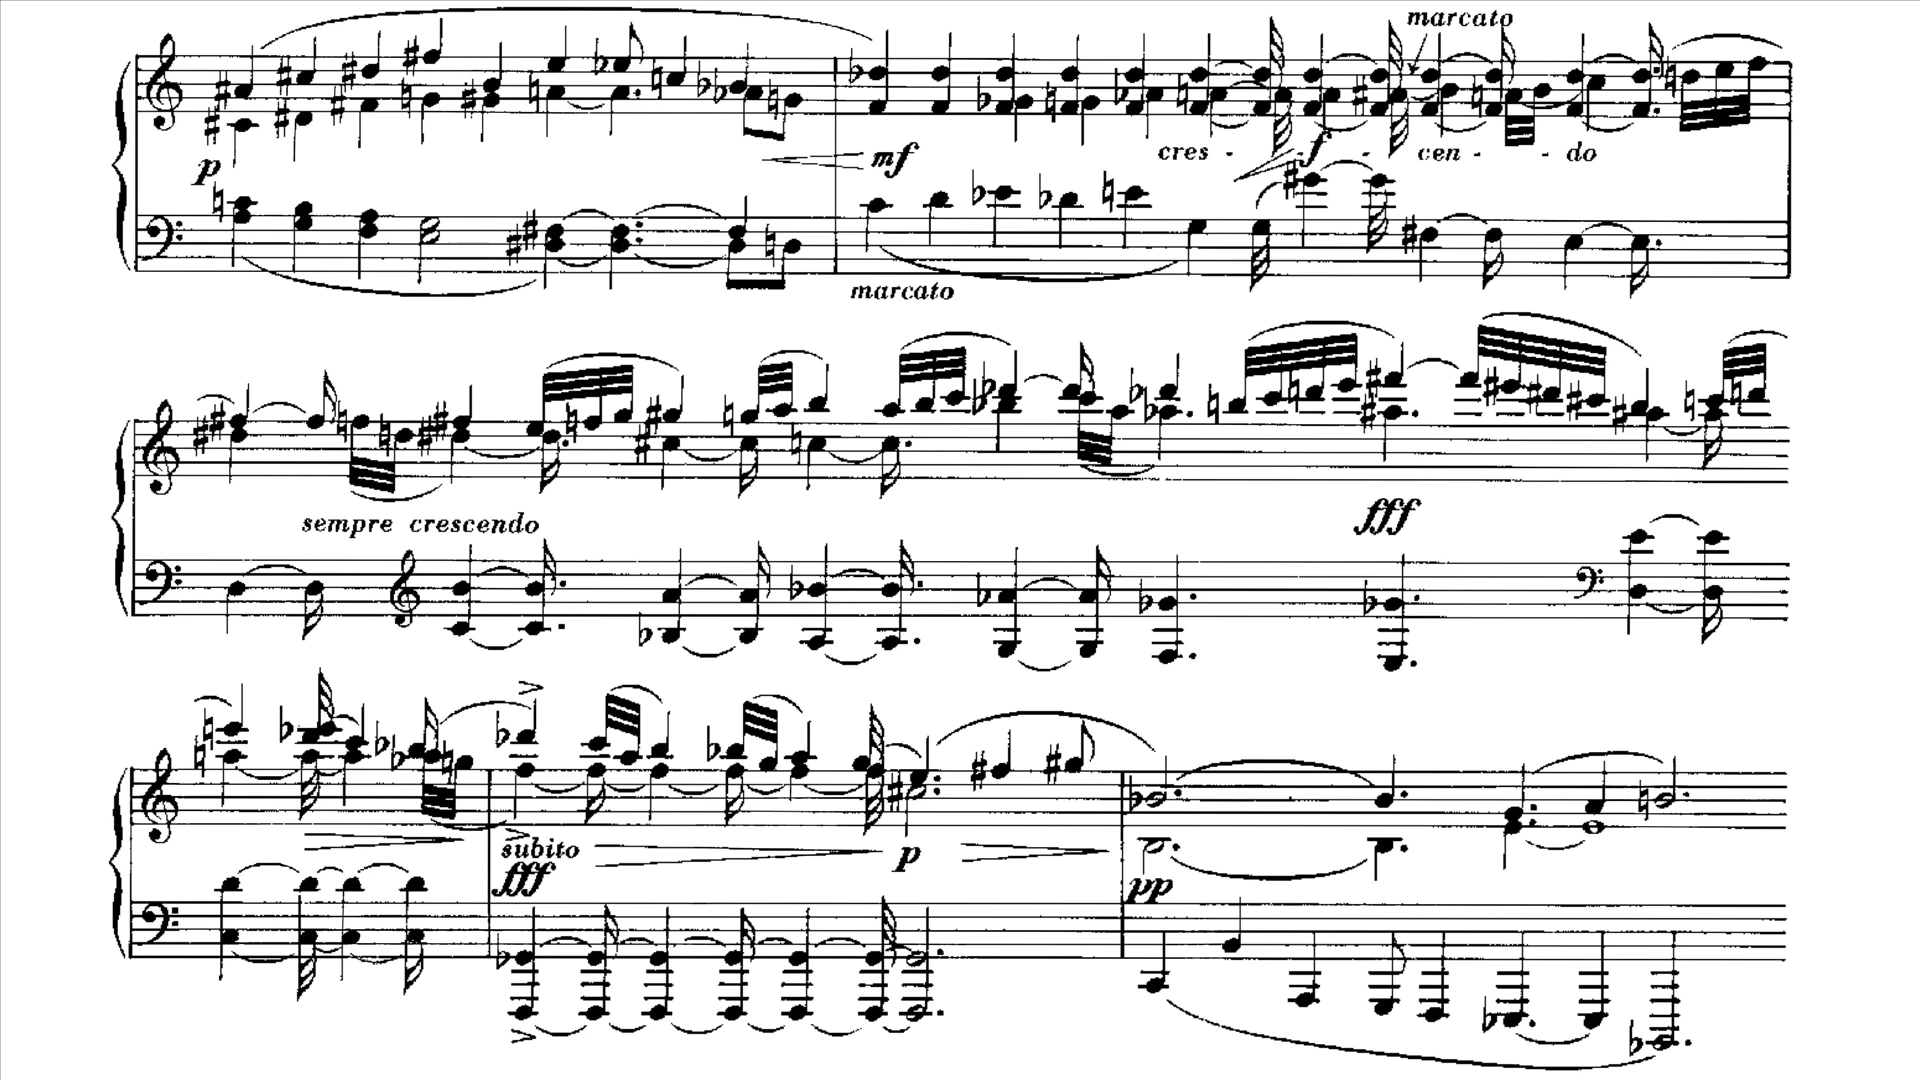 marcato
p mf cres - - f - cen - - do
marcato
sempre crescendo
fff
subito
fff p
pp